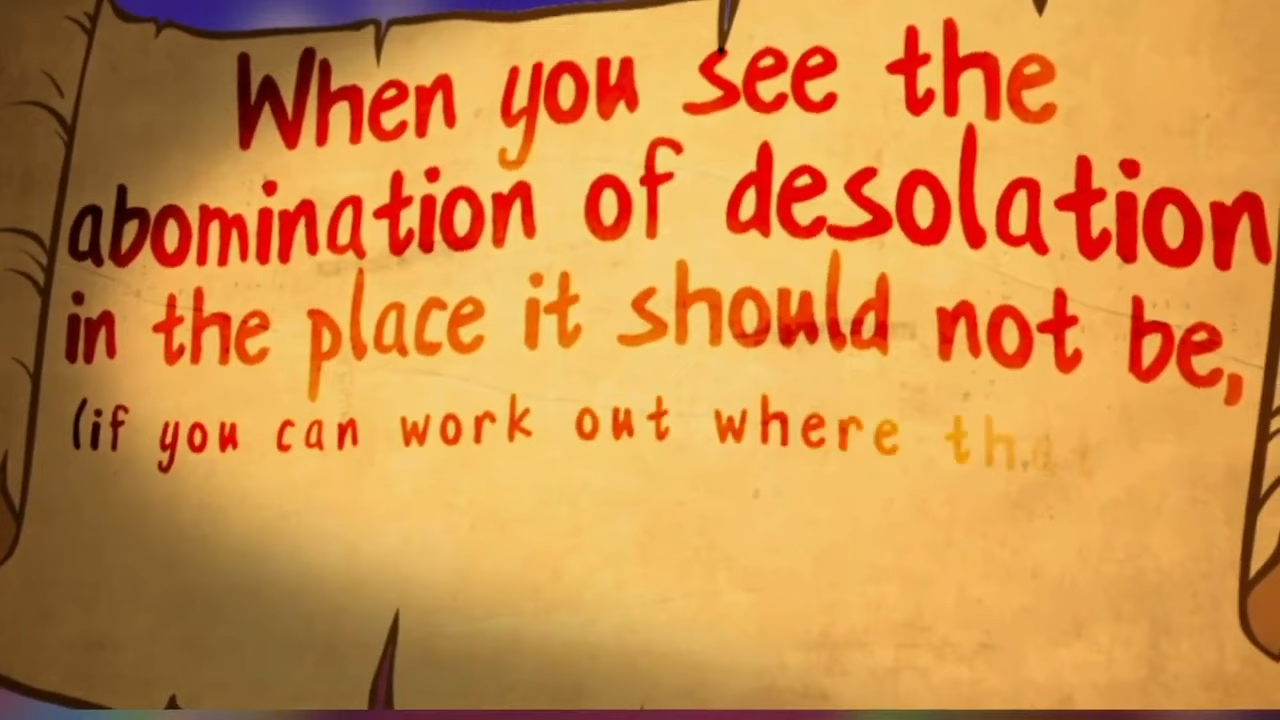 When you see the
abomination of desolation
in the place it should not be,
(if you can work out where that